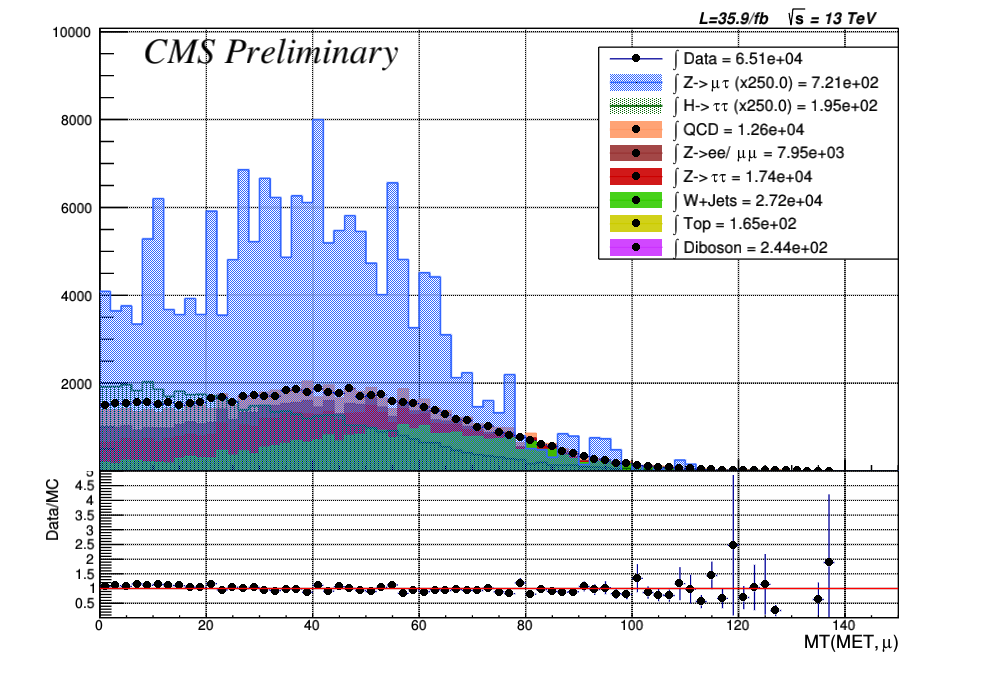 L=35.9/fb √s = 13 TeV
CMS Preliminary
10000
8000
6000
4000
2000
∫ Data = 6.51e+04
∫ Z->μτ (x250.0) = 7.21e+02
∫ H->ττ (x250.0) = 1.95e+02
∫ QCD = 1.26e+04
∫ Z->ee/ μμ = 7.95e+03
∫ Z->ττ = 1.74e+04
∫ W+Jets = 2.72e+04
∫ Top = 1.65e+02
∫ Diboson = 2.44e+02
Data/MC
5
4.5
4
3.5
3
2.5
2
1.5
1
0.5
0 20 40 60 80 100 120 140
MT(MET, μ)